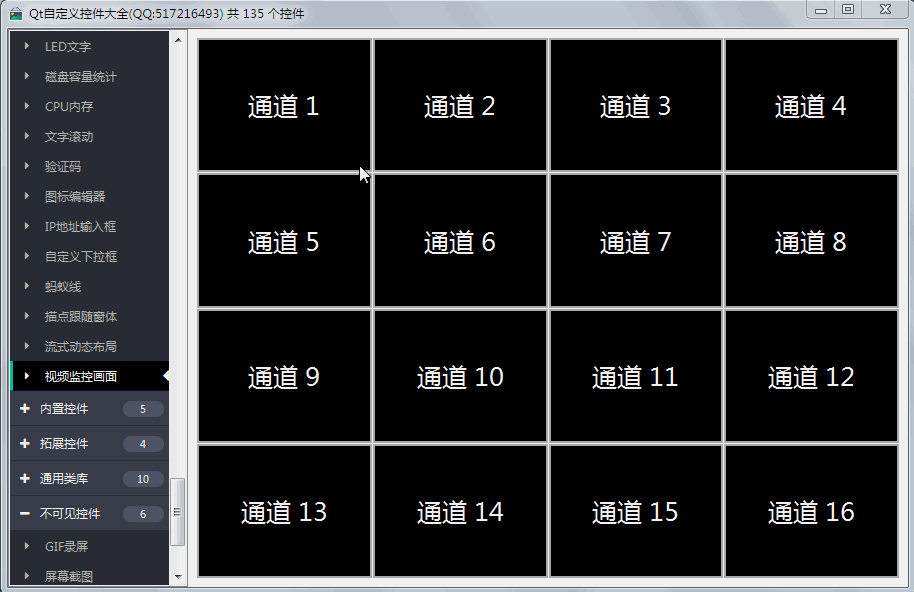 Qt自定义控件大全(QQ:517216493) 共 135 个控件
LED文字
磁盘容量统计
CPU内存
文字滚动
验证码
图标编辑器
IP地址输入框
自定义下拉框
蚂蚁线
描点跟随窗体
流式动态布局
视频监控画面
内置控件 5
拓展控件 4
通用类库 10
不可见控件 6
GIF录屏
屏幕截图
通道 1 通道 2 通道 3 通道 4
通道 5 通道 6 通道 7 通道 8
通道 9 通道 10 通道 11 通道 12
通道 13 通道 14 通道 15 通道 16